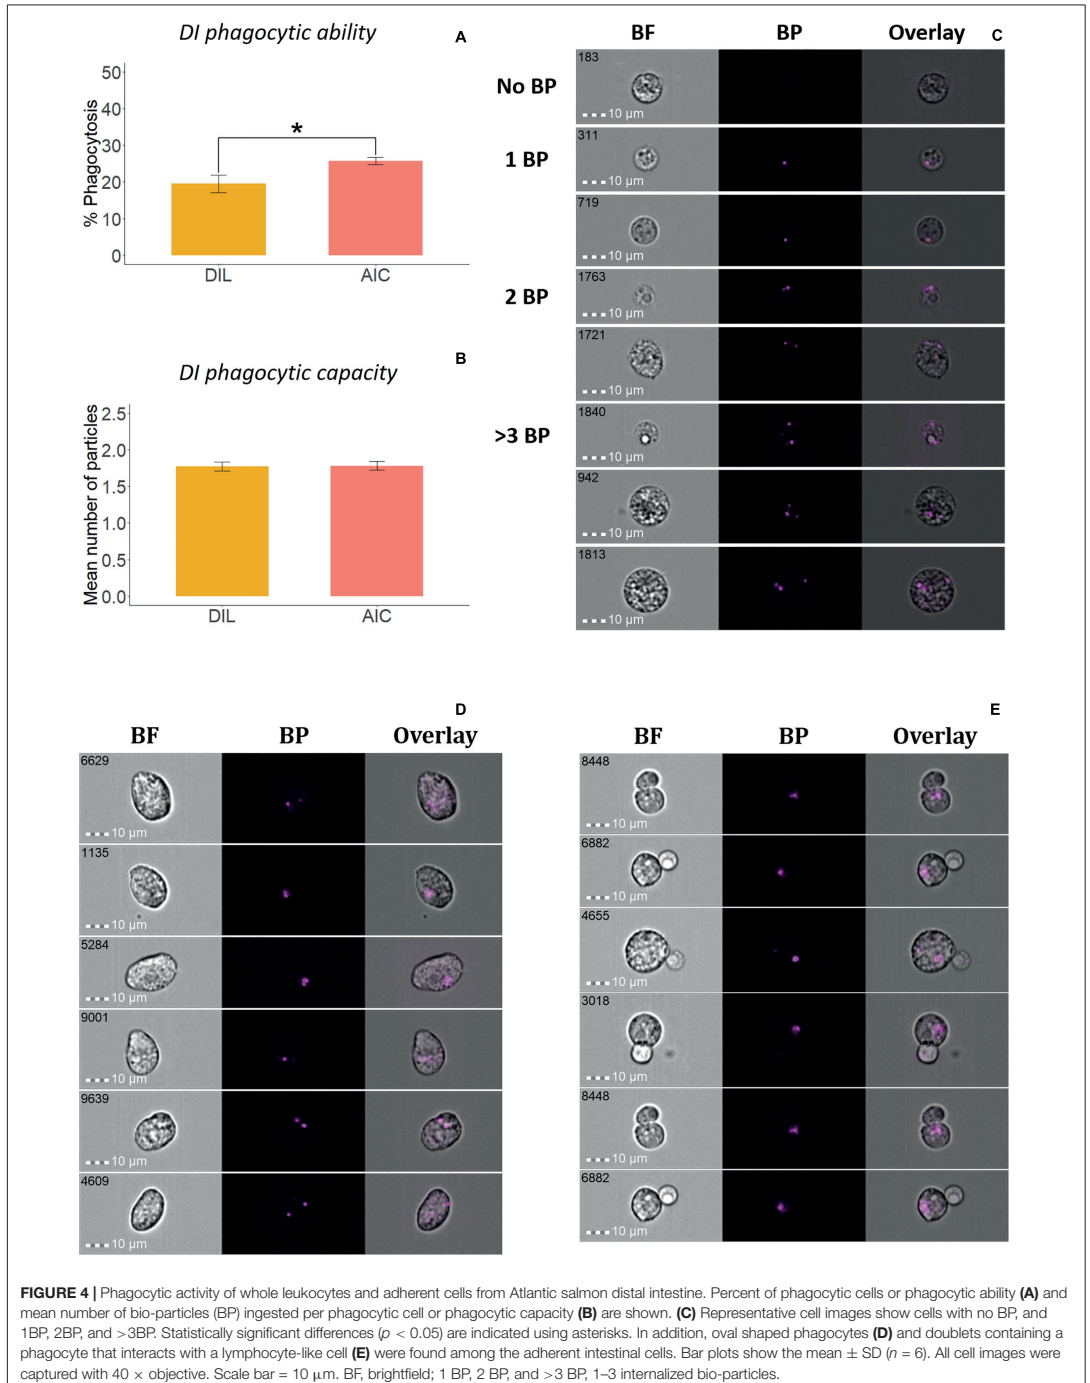 DI phagocytic ability
A
% Phagocytosis
50
40
30
20
10
0
*
DIL
AIC
DI phagocytic capacity
B
Mean number of particles
2.5
2.0
1.5
1.0
0.5
0.0
DIL
AIC
BF
BP
Overlay
C
No BP
183
10 µm
1 BP
311
10 µm
719
10 µm
2 BP
1763
10 µm
1721
10 µm
>3 BP
1840
10 µm
942
10 µm
1813
10 µm
D
BF
BP
Overlay
6629
10 µm
1135
10 µm
5284
10 µm
9001
10 µm
9639
10 µm
4609
10 µm
E
BF
BP
Overlay
8448
10 µm
6882
10 µm
4655
10 µm
3018
10 µm
8448
10 µm
6882
10 µm
FIGURE 4 | Phagocytic activity of whole leukocytes and adherent cells from Atlantic salmon distal intestine. Percent of phagocytic cells or phagocytic ability (A) and
mean number of bio-particles (BP) ingested per phagocytic cell or phagocytic capacity (B) are shown. (C) Representative cell images show cells with no BP, and
1BP, 2BP, and >3BP. Statistically significant differences (p < 0.05) are indicated using asterisks. In addition, oval shaped phagocytes (D) and doublets containing a
phagocyte that interacts with a lymphocyte-like cell (E) were found among the adherent intestinal cells. Bar plots show the mean ± SD (n = 6). All cell images were
captured with 40 × objective. Scale bar = 10 µm. BF, brightfield; 1 BP, 2 BP, and >3 BP, 1–3 internalized bio-particles.